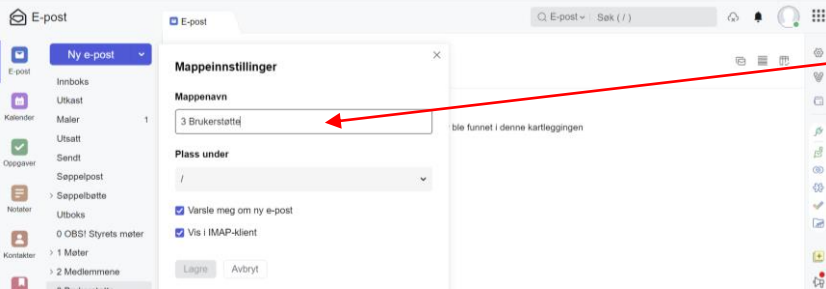 E-post
E-post
E-post
Søk ( / )
E-post
Kalender
Oppgaver
Notater
Kontakter
Ny e-post
Innboks
Utkast
Maler 1
Utsatt
Sendt
Søppelpost
Søppelbøtte
Utboks
0 OBS! Styrets møter
1 Møter
2 Medlemmene
Mappeinnstillinger
Mappenavn
3 Brukerstøtte
Plass under
/
Varsle meg om ny e-post
Vis i IMAP-klient
Lagre Avbryt
ble funnet i denne kartleggingen